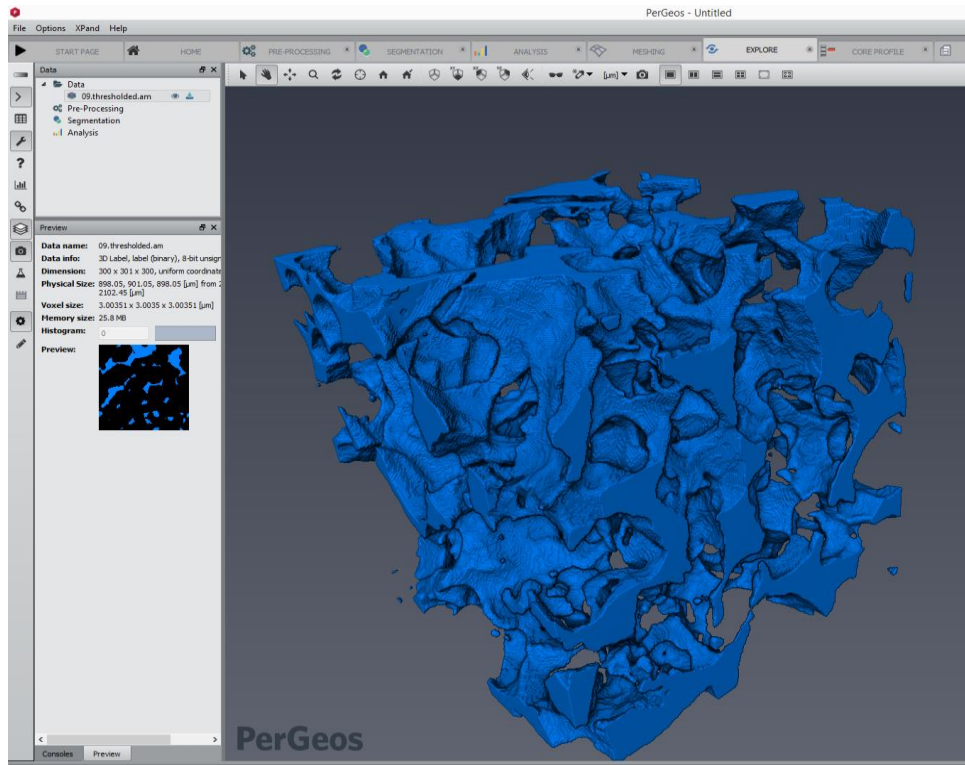 PerGeos - Untitled
File Options XPand Help
START PAGE HOME PRE-PROCESSING SEGMENTATION ANALYSIS MESHING EXPLORE CORE PROFILE
Data
Data
09.thresholded.am
Pre-Processing
Segmentation
Analysis
[µm]
Preview
Data name: 09.thresholded.am
Data info: 3D Label, label (binary), 8-bit unsign
Dimension: 300 x 301 x 300, uniform coordinate
Physical Size: 898.05, 901.05, 898.05 [µm] from 2
2102.45 [µm]
Voxel size: 3.00351 x 3.0035 x 3.00351 [µm]
Memory size: 25.8 MB
Histogram: 0
Preview:
PerGeos
Consoles Preview